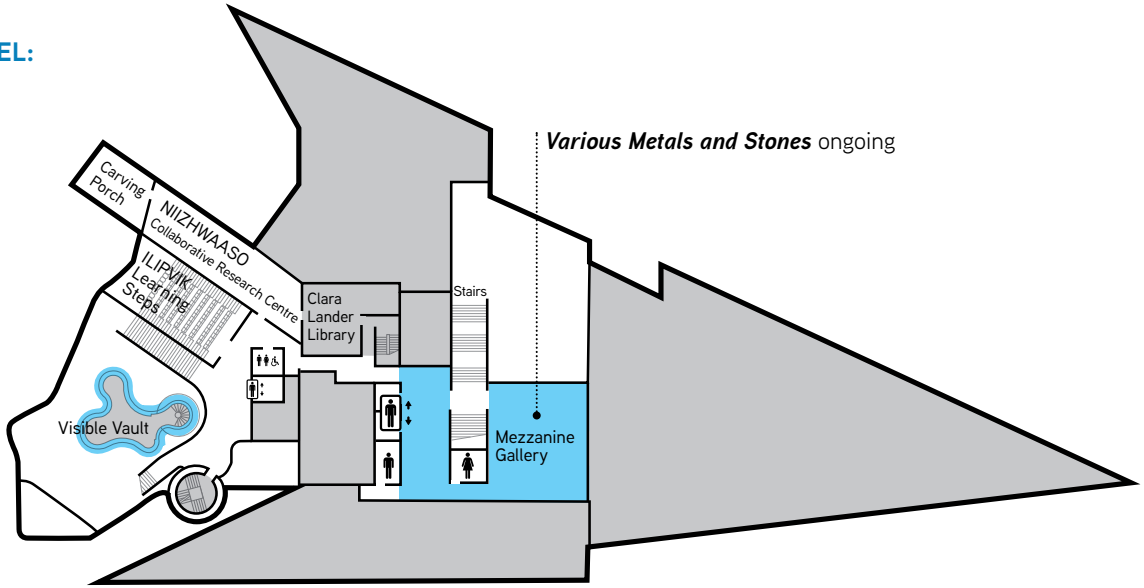 EL:
Various Metals and Stones ongoing
Carving
Porch
NIIZHWAASO
Collaborative Research Centre
ILIPVIK
Learning
Steps
Clara
Lander
Library
Stairs
Visible Vault
Mezzanine
Gallery